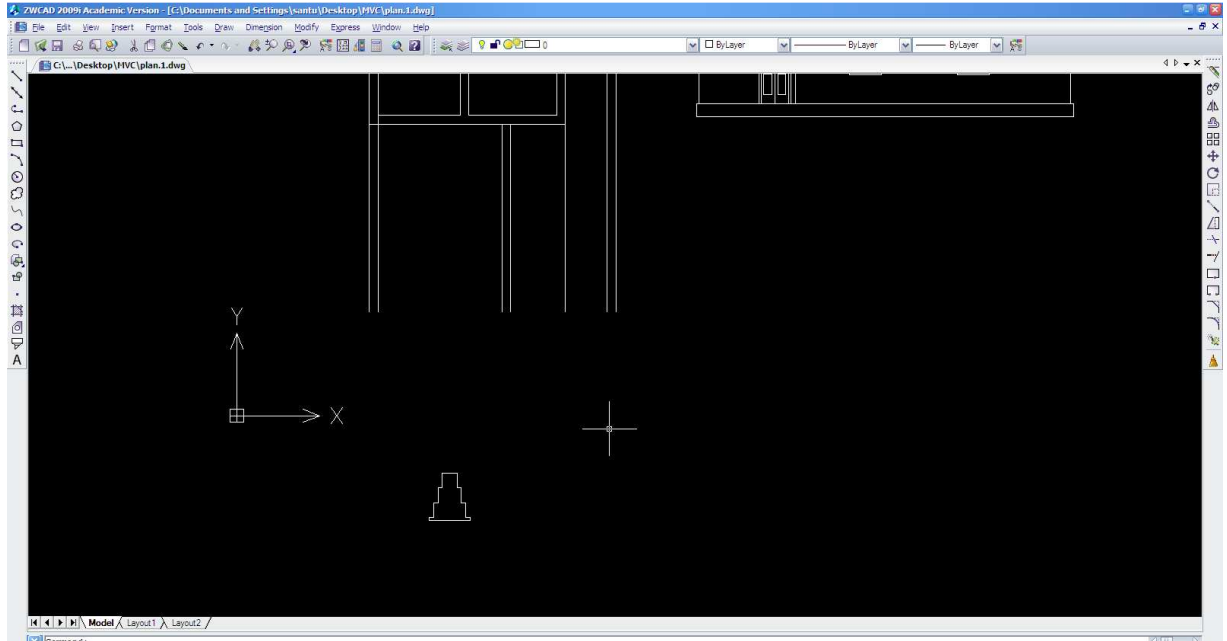 ZWCAD 2009i Academic Version - [C:\Documents and Settings\santu\Desktop\MVC\plan.1.dwg]
File Edit View Insert Format Tools Draw Dimension Modify Express Window Help
0 ByLayer ByLayer ByLayer
C:\...\Desktop\MVC\plan.1.dwg
A
Y
X
Model Layout1 Layout2